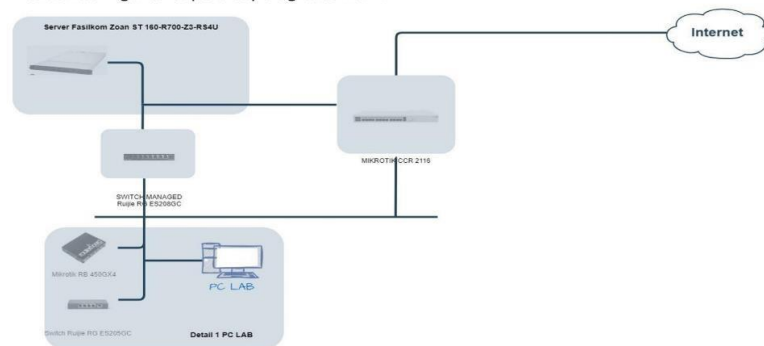 Server Fasilkom Zoan ST 160-R700-Z3-RS4U
Internet
MIKROTIK CCR 2116
SWITCH MANAGED
Ruijie RG ES208GC
Mikrotik RB 450GX4
PC LAB
Switch Ruijie RG ES205GC
Detail 1 PC LAB